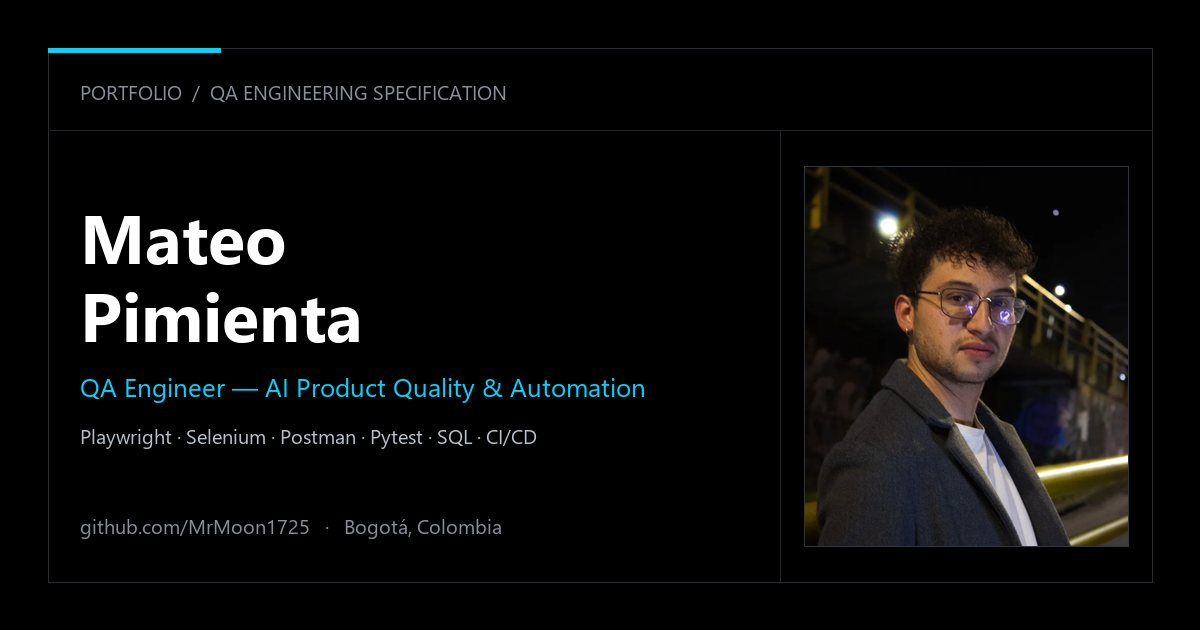 PORTFOLIO / QA ENGINEERING SPECIFICATION
Mateo
Pimienta
QA Engineer — AI Product Quality & Automation
Playwright · Selenium · Postman · Pytest · SQL · CI/CD
github.com/MrMoon1725 · Bogotá, Colombia